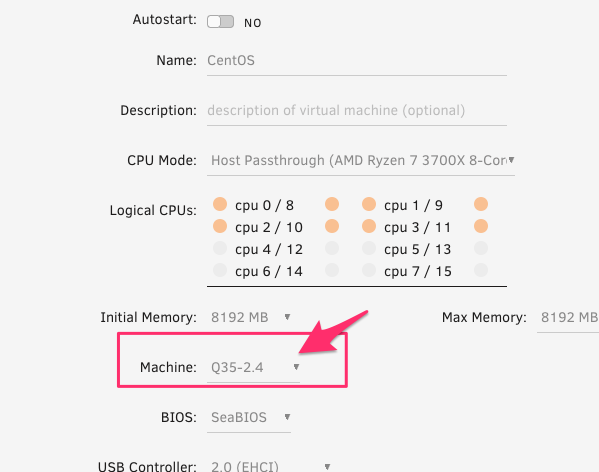 Autostart: NO
Name: CentOS
Description: description of virtual machine (optional)
CPU Mode: Host Passthrough (AMD Ryzen 7 3700X 8-Cor
Logical CPUs: cpu 0 / 8 cpu 1 / 9
cpu 2 / 10 cpu 3 / 11
cpu 4 / 12 cpu 5 / 13
cpu 6 / 14 cpu 7 / 15
Initial Memory: 8192 MB Max Memory: 8192 MB
Machine: Q35-2.4
BIOS: SeaBIOS
USB Controller: 2.0 (EHCI)